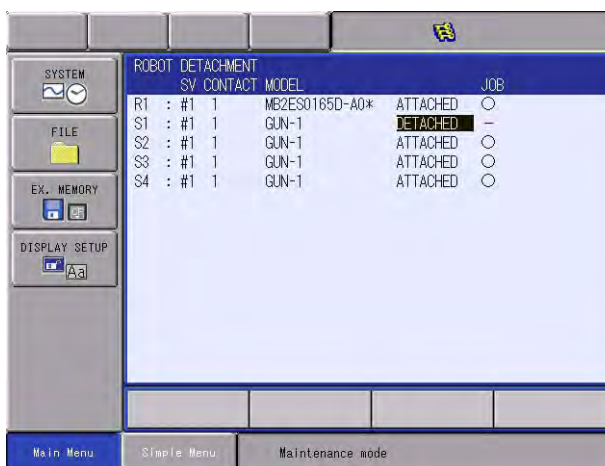 ROBOT DETACHMENT
SV CONTACT MODEL JOB
R1 : #1 1 MB2ES0165D-A0* ATTACHED ○
S1 : #1 1 GUN-1 DETACHED −
S2 : #1 1 GUN-1 ATTACHED ○
S3 : #1 1 GUN-1 ATTACHED ○
S4 : #1 1 GUN-1 ATTACHED ○
SYSTEM
FILE
EX. MEMORY
DISPLAY SETUP
Aa
Main Menu
Simple Menu
Maintenance mode